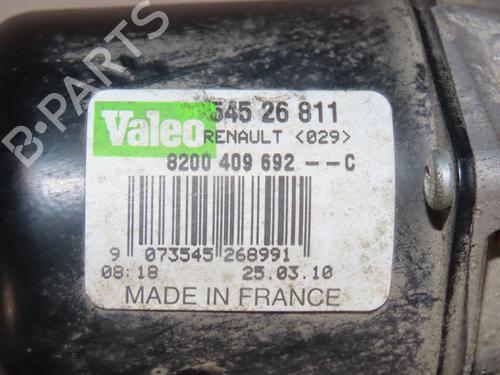 Valeo 545 26 811
RENAULT <029>
8200 409 692 --C
9 073545 268991
08:18 25.03.10
MADE IN FRANCE
B-PARTS